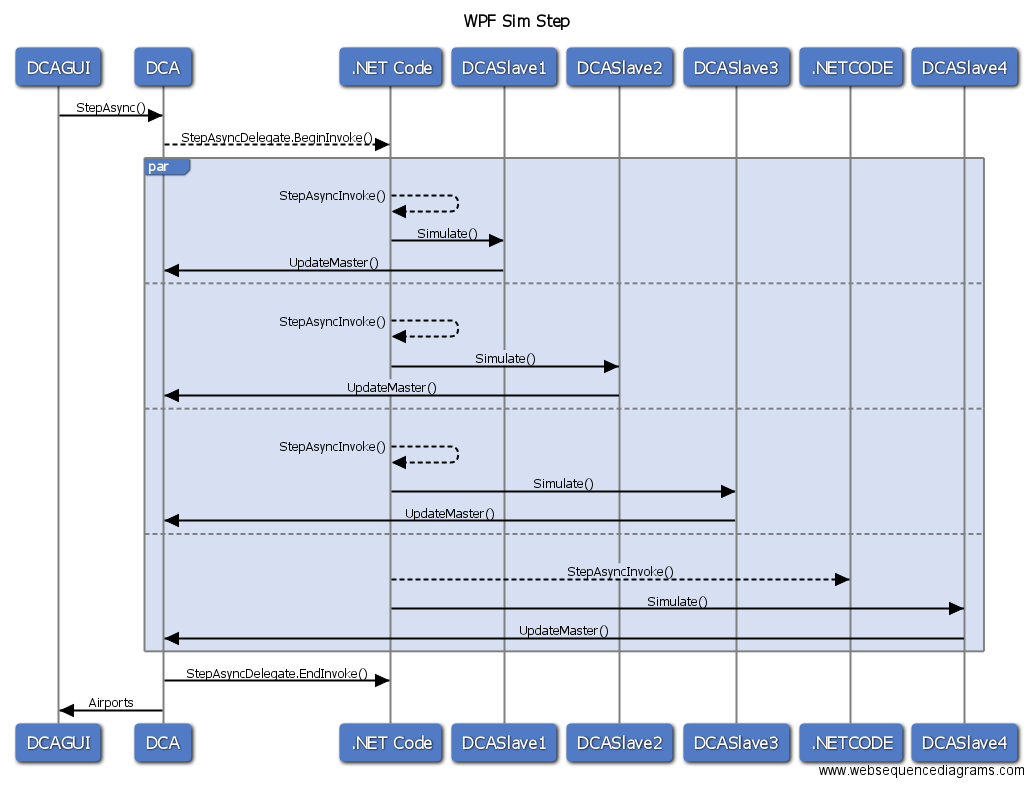 WPF Sim Step
DCAGUI DCA .NET Code DCASlave1 DCASlave2 DCASlave3 .NETCODE DCASlave4
StepAsync()
StepAsyncDelegate.BeginInvoke()
par
StepAsyncInvoke()
Simulate()
UpdateMaster()
StepAsyncInvoke()
Simulate()
UpdateMaster()
StepAsyncInvoke()
Simulate()
UpdateMaster()
StepAsyncInvoke()
Simulate()
UpdateMaster()
StepAsyncDelegate.EndInvoke()
Airports
DCAGUI DCA .NET Code DCASlave1 DCASlave2 DCASlave3 .NETCODE DCASlave4
www.websequencediagrams.com